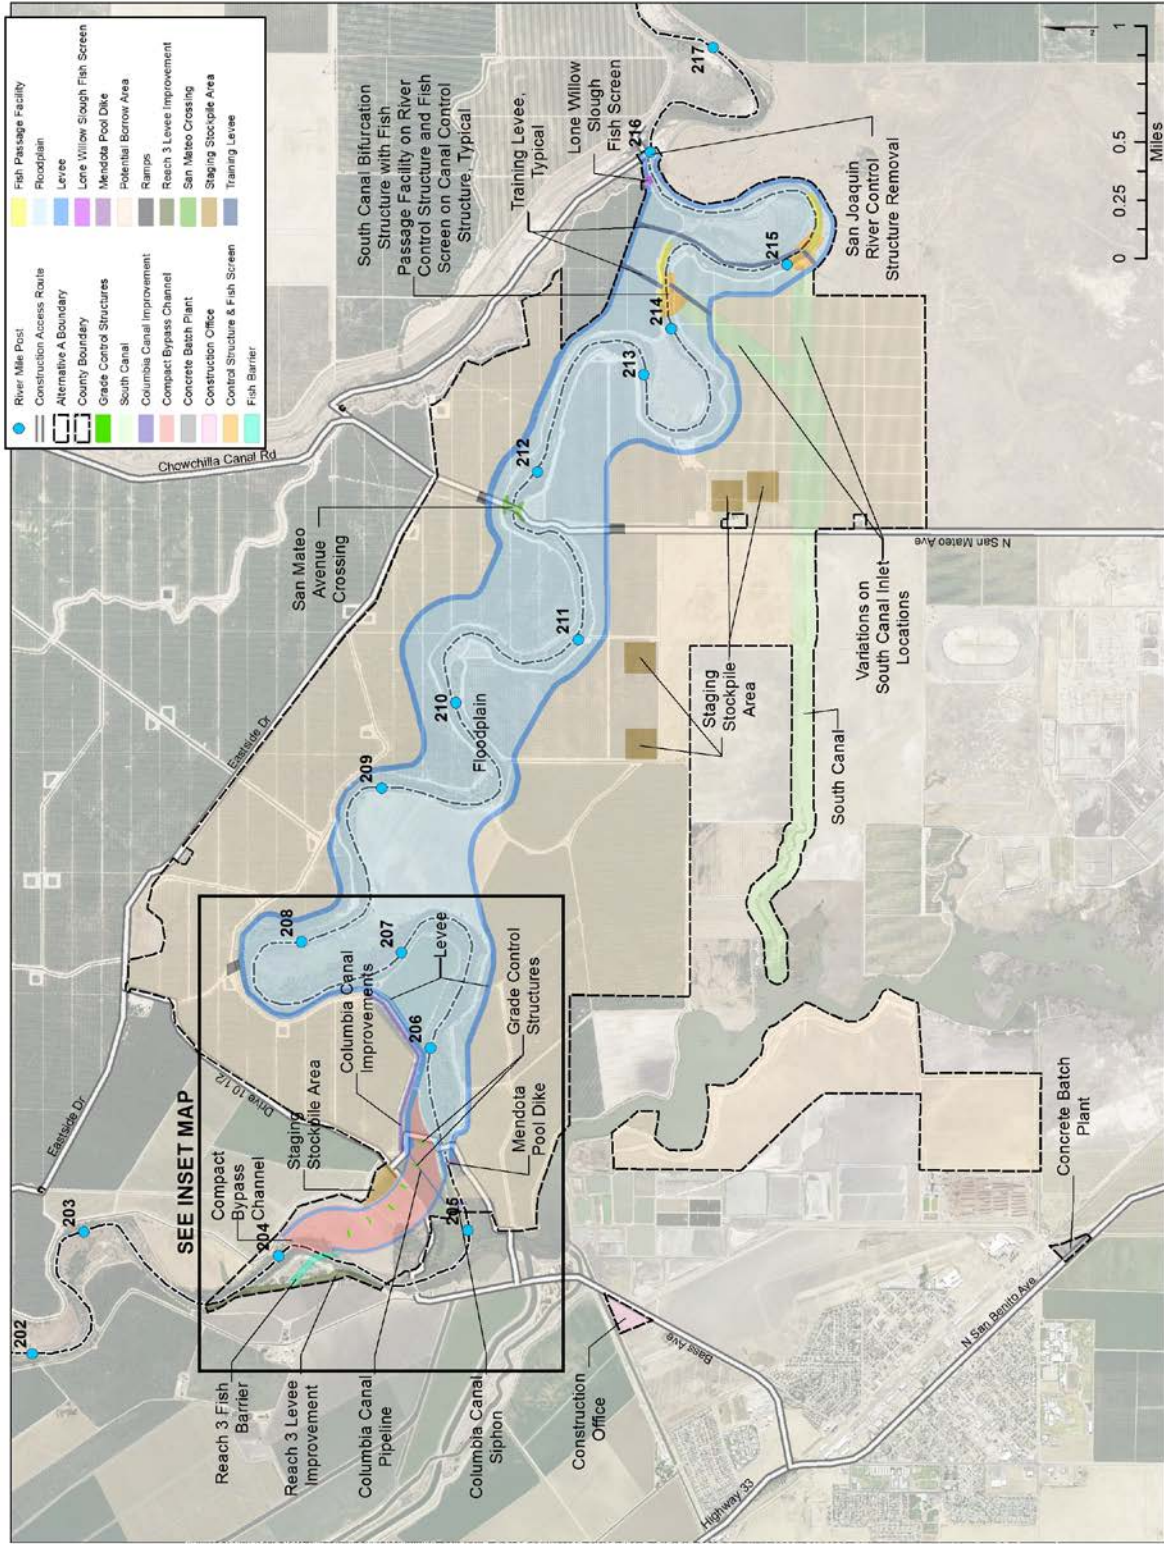 River Mile Post
Construction Access Route
Alternative A Boundary
County Boundary
Grade Control Structures
South Canal
Columbia Canal Improvement
Compact Bypass Channel
Concrete Batch Plant
Construction Office
Control Structure & Fish Screen
Fish Barrier
Fish Passage Facility
Floodplain
Levee
Lone Willow Slough Fish Screen
Mendota Pool Dike
Potential Borrow Area
Ramps
Reach 3 Levee Improvement
San Mateo Crossing
Staging Stockpile Area
Training Levee
202
203
Eastside Dr
SEE INSET MAP
Compact
Bypass
Channel
204
Drive 10 1/2
Staging
Stockpile Area
Columbia Canal
Improvements
208
207
Levee
206
Grade Control
Structures
Mendota
Pool Dike
205
Reach 3 Fish
Barrier
Reach 3 Levee
Improvement
Columbia Canal
Pipeline
Columbia Canal
Siphon
Construction
Office
Bass Ave
Highway 33
N San Benito Ave
Concrete Batch
Plant
Eastside Dr
209
210
Floodplain
211
San Mateo
Avenue
Crossing
Chowchilla Canal Rd
212
213
214
South Canal Bifurcation
Structure with Fish
Passage Facility on River
Control Structure and Fish
Screen on Canal Control
Structure, Typical
Training Levee,
Typical
Lone Willow
Slough
Fish Screen
216
217
215
San Joaquin
River Control
Structure Removal
Staging
Stockpile
Area
N San Mateo Ave
Variations on
South Canal Inlet
Locations
South Canal
0 0.25 0.5 1
Miles